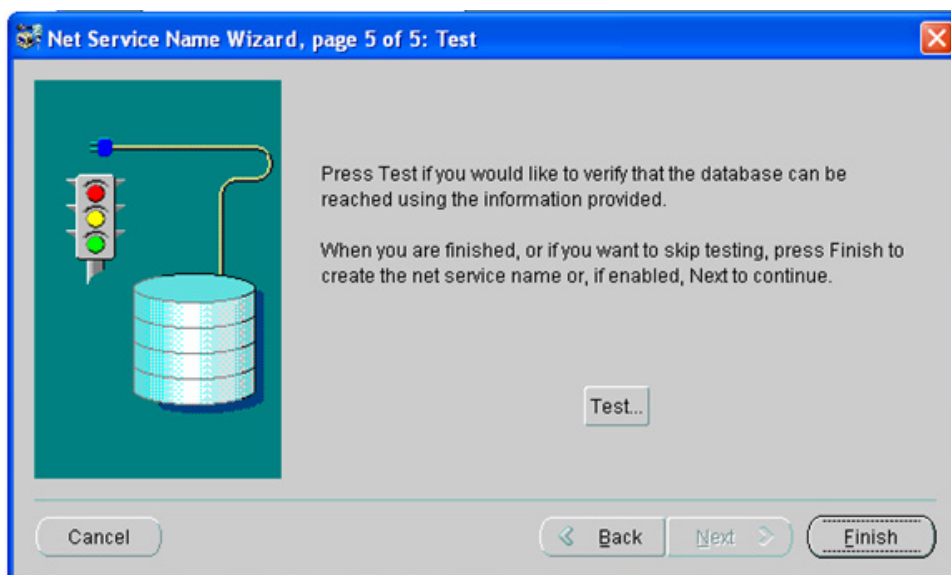 Net Service Name Wizard, page 5 of 5: Test
Press Test if you would like to verify that the database can be
reached using the information provided.
When you are finished, or if you want to skip testing, press Finish to
create the net service name or, if enabled, Next to continue.
Test...
Cancel
Back
Next
Finish